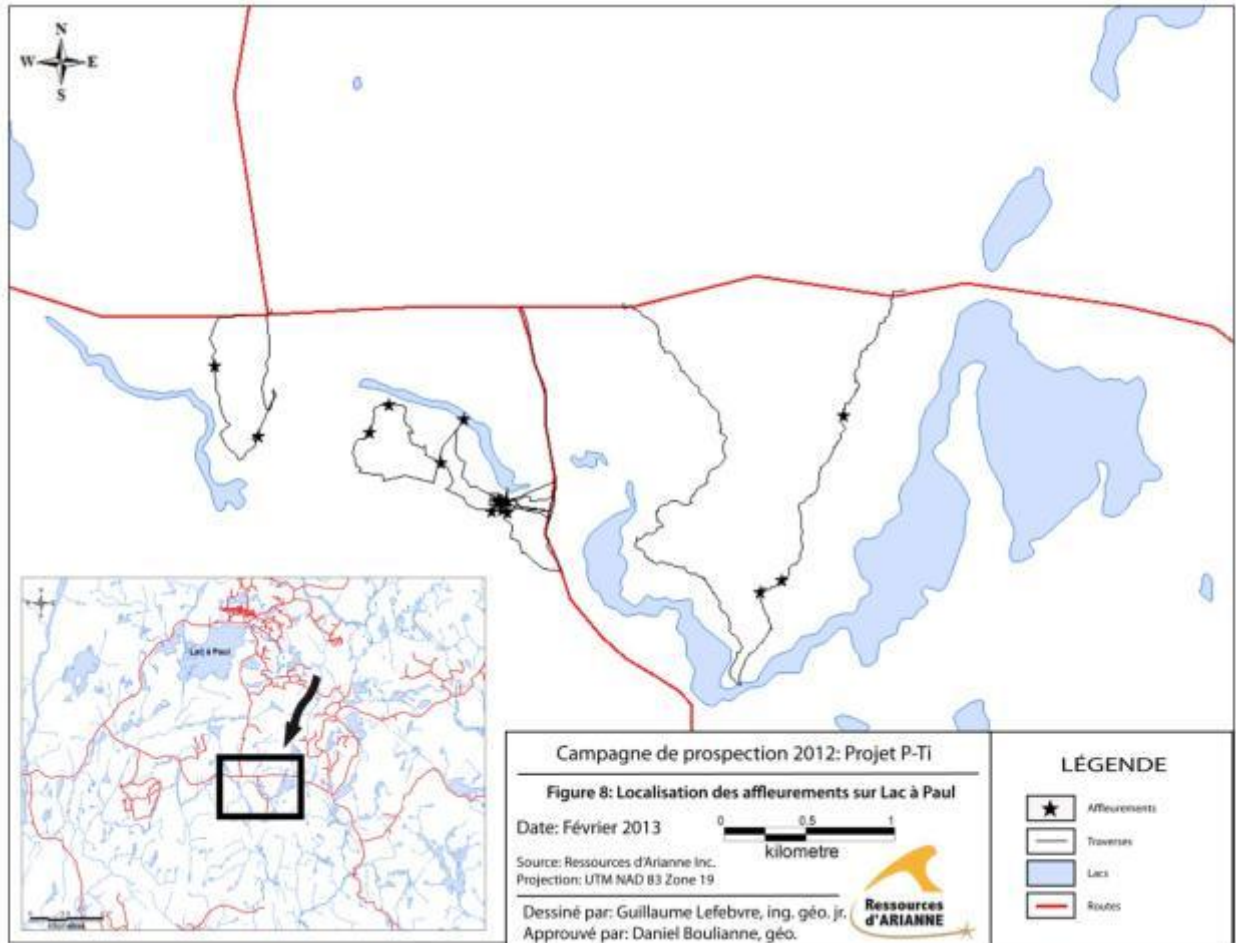 N
W E
S
Lac à Paul
Campagne de prospection 2012: Projet P-Ti
Figure 8: Localisation des affleurements sur Lac à Paul
Date: Février 2013
0 0.5 1
kilometre
Source: Ressources d'Arianne Inc.
Projection: UTM NAD 83 Zone 19
Dessiné par: Guillaume Lefebvre, ing. géo. jr.
Approuvé par: Daniel Boulianne, géo.
Ressources
d'ARIANNE
LÉGENDE
Affleurements
Traverses
Lacs
Routes